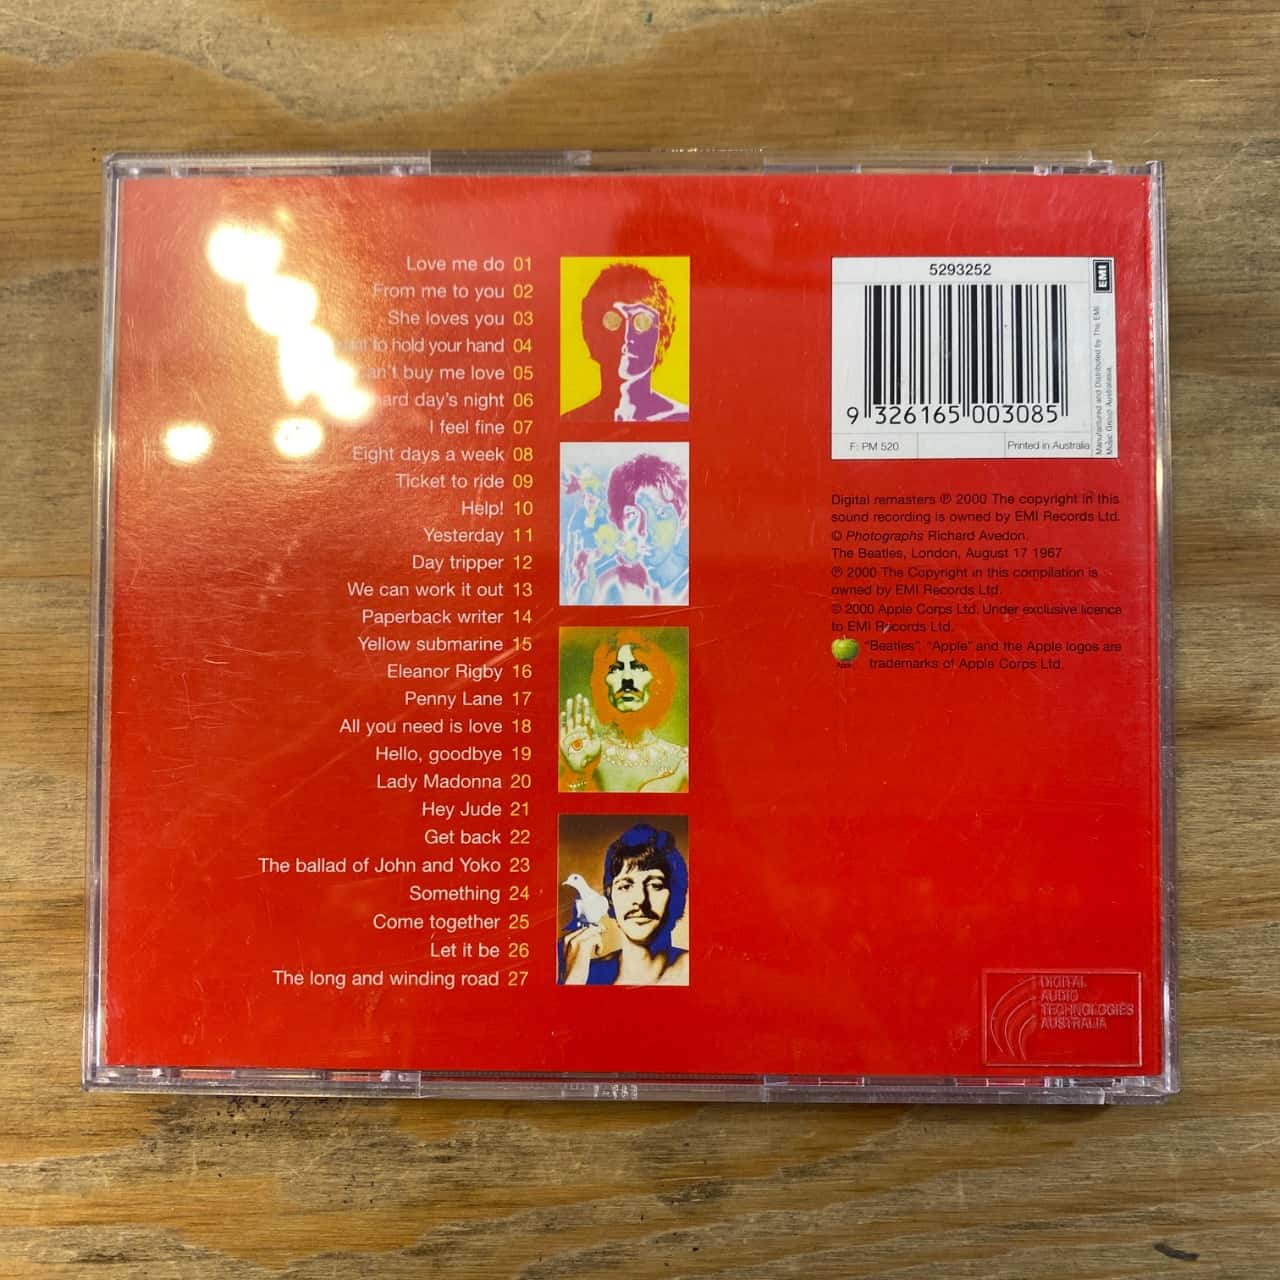 Love me do 01
From me to you 02
She loves you 03
to hold your hand 04
can't buy me love 05
hard day's night 06
I feel fine 07
Eight days a week 08
Ticket to ride 09
Help! 10
Yesterday 11
Day tripper 12
We can work it out 13
Paperback writer 14
Yellow submarine 15
Eleanor Rigby 16
Penny Lane 17
All you need is love 18
Hello, goodbye 19
Lady Madonna 20
Hey Jude 21
Get back 22
The ballad of John and Yoko 23
Something 24
Come together 25
Let it be 26
The long and winding road 27
5293252
EMI
9 326165 003085
F: PM 520
Printed in Australia
Manufactured and Distributed by The EMI
Music Group Australasia.
Digital remasters ℗ 2000 The copyright in this
sound recording is owned by EMI Records Ltd.
© Photographs Richard Avedon.
The Beatles, London, August 17 1967
℗ 2000 The Copyright in this compilation is
owned by EMI Records Ltd.
© 2000 Apple Corps Ltd. Under exclusive licence
to EMI Records Ltd.
"Beatles", "Apple" and the Apple logos are
trademarks of Apple Corps Ltd.
Apple
DIGITAL
AUDIO
TECHNOLOGIES
AUSTRALIA